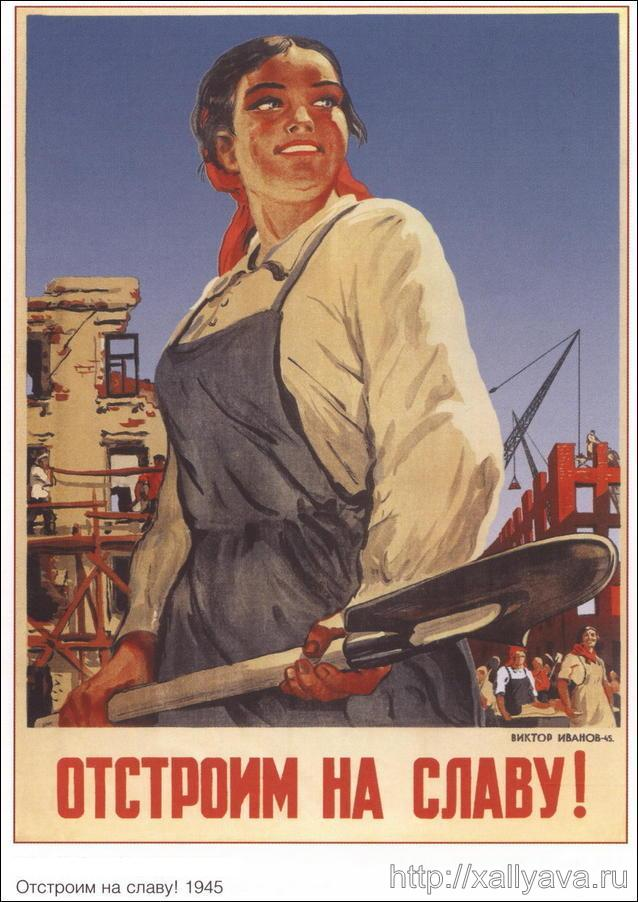 ВИКТОР ИВАНОВ-45.
ОТСТРОИМ НА СЛАВУ!
Отстроим на славу! 1945
http://xallyava.ru